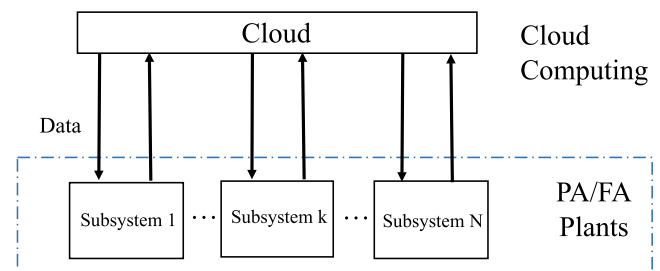 Cloud
Cloud
Computing
Data
PA/FA
Plants
Subsystem 1 ··· Subsystem k ··· Subsystem N